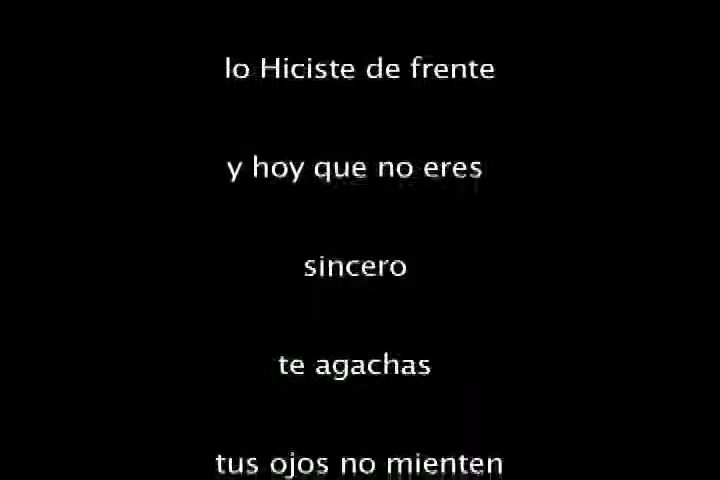 lo Hiciste de frente
y hoy que no eres
sincero
te agachas
tus ojos no mienten